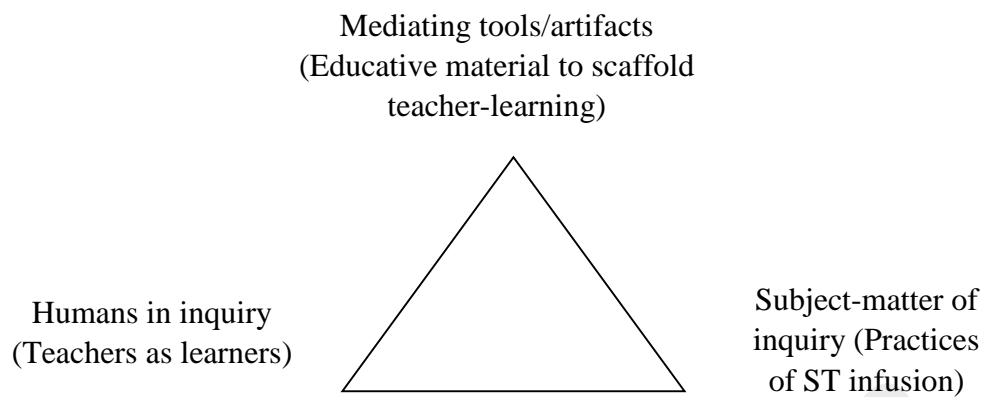 Mediating tools/artifacts
(Educative material to scaffold
teacher-learning)
Humans in inquiry
(Teachers as learners)
Subject-matter of
inquiry (Practices
of ST infusion)